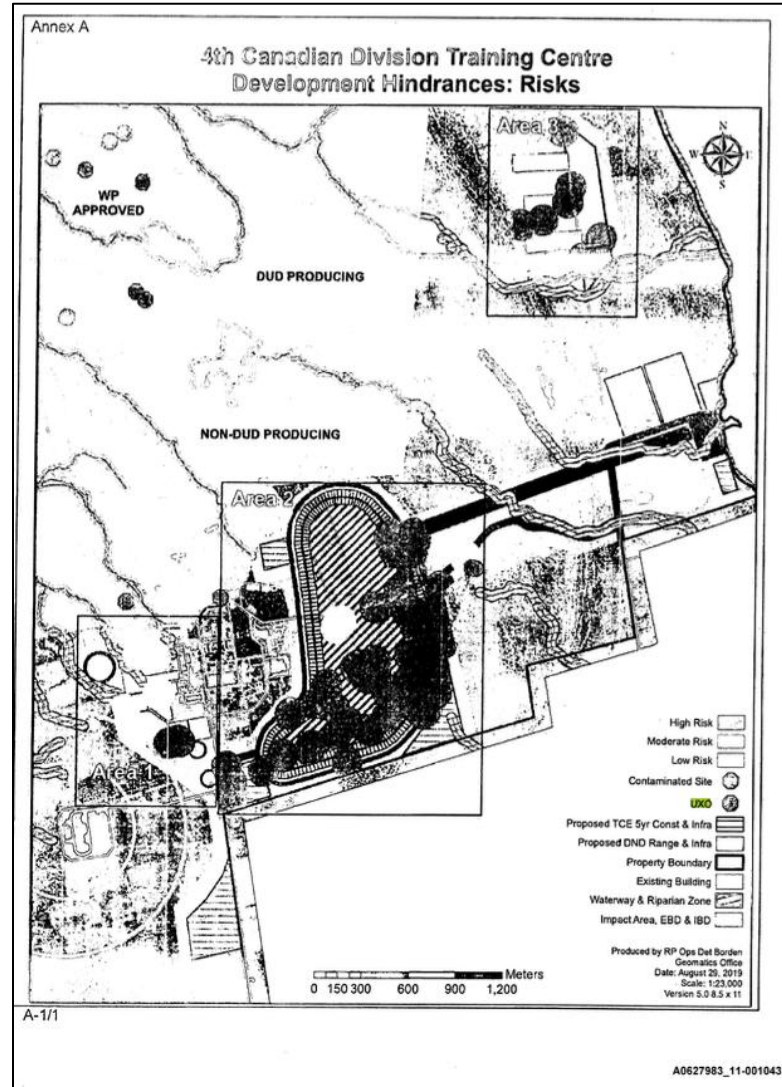 Annex A
4th Canadian Division Training Centre
Development Hindrances: Risks
Area 3
N
W
E
S
WP
APPROVED
DUD PRODUCING
NON-DUD PRODUCING
Area 2
Area 1
High Risk
Moderate Risk
Low Risk
Contaminated Site
UXO
Proposed TCE 5yr Const & Infra
Proposed DND Range & Infra
Property Boundary
Existing Building
Waterway & Riparian Zone
Impact Area, EBD & IBD
Produced by RP Ops Det Borden
Geomatics Office
Date: August 29, 2019
Scale: 1:23,000
Version 5.0 8.5 x 11
Meters
0 150 300 600 900 1,200
A-1/1
A0627983_11-001043